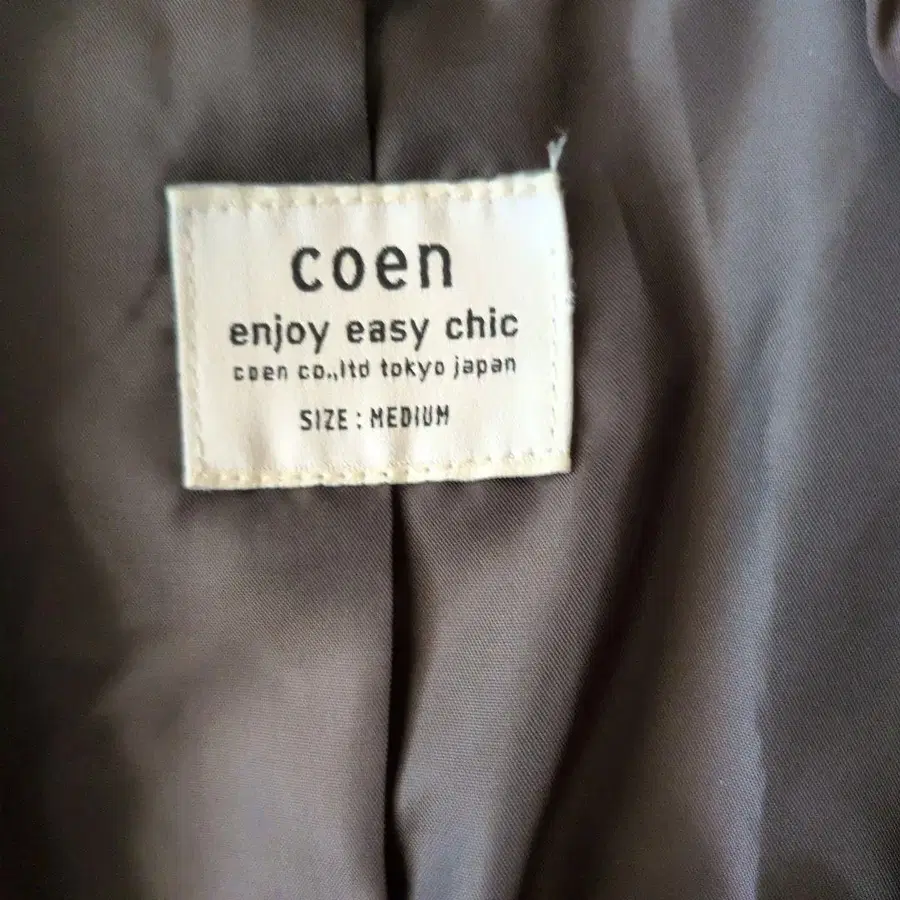 coen
enjoy easy chic
coen co.,ltd tokyo japan
SIZE : MEDIUM